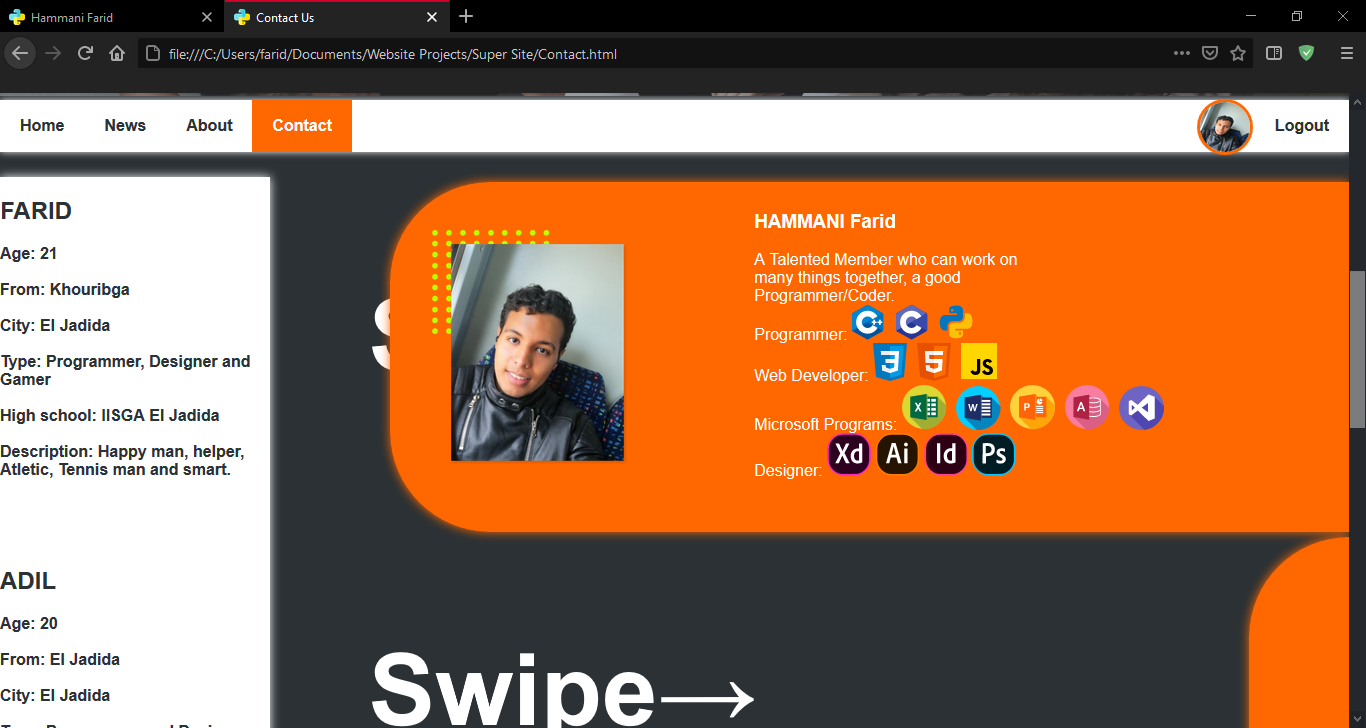 Hammani Farid
Contact Us
file:///C:/Users/farid/Documents/Website Projects/Super Site/Contact.html
Home News About Contact Logout
FARID
Age: 21
From: Khouribga
City: El Jadida
Type: Programmer, Designer and
Gamer
High school: IISGA El Jadida
Description: Happy man, helper,
Atletic, Tennis man and smart.
ADIL
Age: 20
From: El Jadida
City: El Jadida
S
HAMMANI Farid
A Talented Member who can work on
many things together, a good
Programmer/Coder.
Programmer: C++ C
Web Developer: 3 5 JS
Microsoft Programs: X W P A
Designer: Xd Ai Id Ps
Swipe→